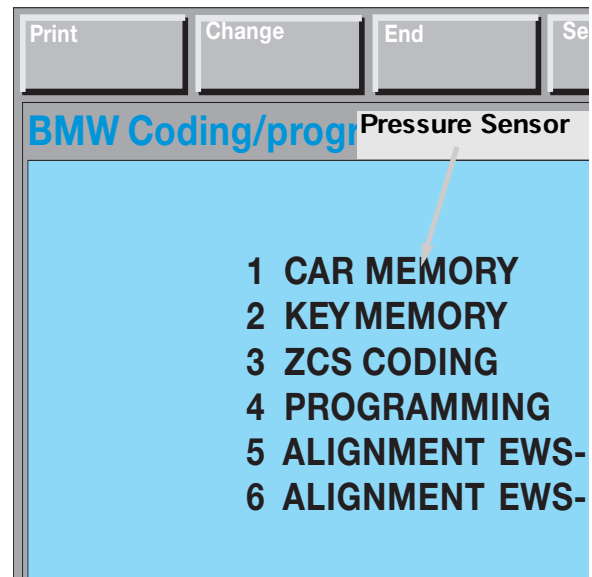 Print Change End Se
BMW Coding/progr
Pressure Sensor
1 CAR MEMORY
2 KEY MEMORY
3 ZCS CODING
4 PROGRAMMING
5 ALIGNMENT EWS-
6 ALIGNMENT EWS-